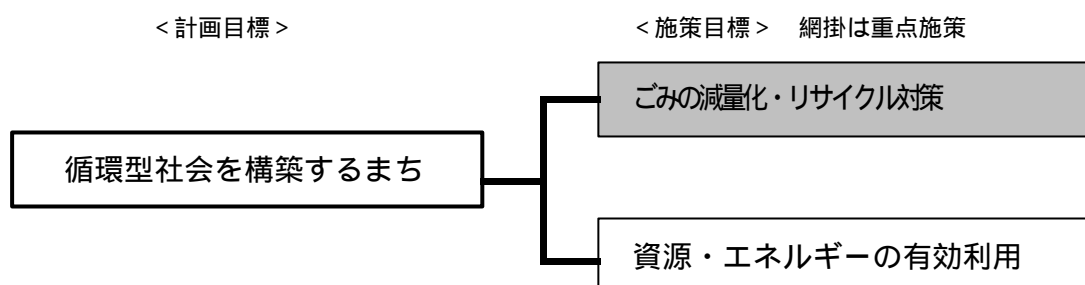 ＜計画目標＞
＜施策目標＞　網掛は重点施策
ごみの減量化・リサイクル対策
循環型社会を構築するまち
資源・エネルギーの有効利用